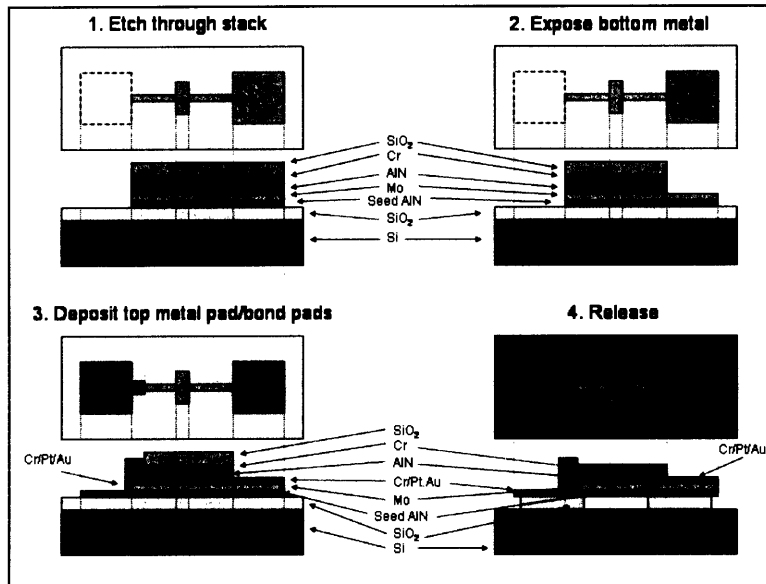 1. Etch through stack
2. Expose bottom metal
SiO₂
Cr
AlN
Mo
Seed AlN
SiO₂
Si
3. Deposit top metal pad/bond pads
4. Release
Cr/Pt/Au
SiO₂
Cr
AlN
Cr/Pt.Au
Mo
Seed AlN
SiO₂
Si
Cr/Pt/Au